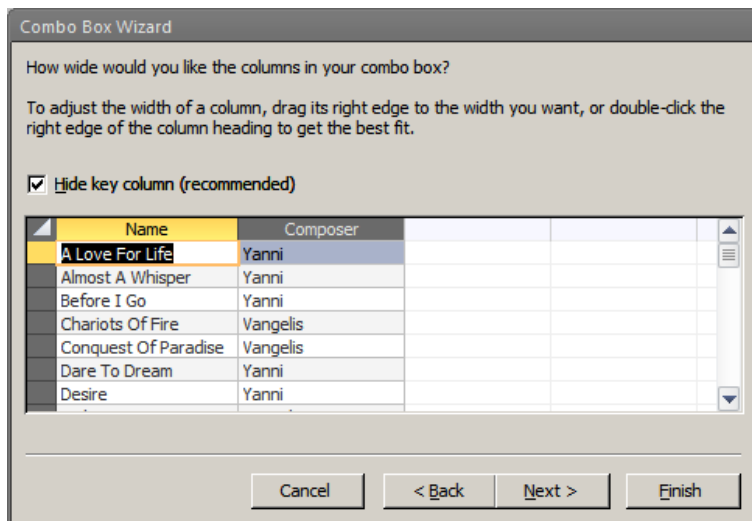 Combo Box Wizard
How wide would you like the columns in your combo box?
To adjust the width of a column, drag its right edge to the width you want, or double-click the
right edge of the column heading to get the best fit.
Hide key column (recommended)
Name Composer
A Love For Life Yanni
Almost A Whisper Yanni
Before I Go Yanni
Chariots Of Fire Vangelis
Conquest Of Paradise Vangelis
Dare To Dream Yanni
Desire Yanni
Cancel < Back Next > Finish